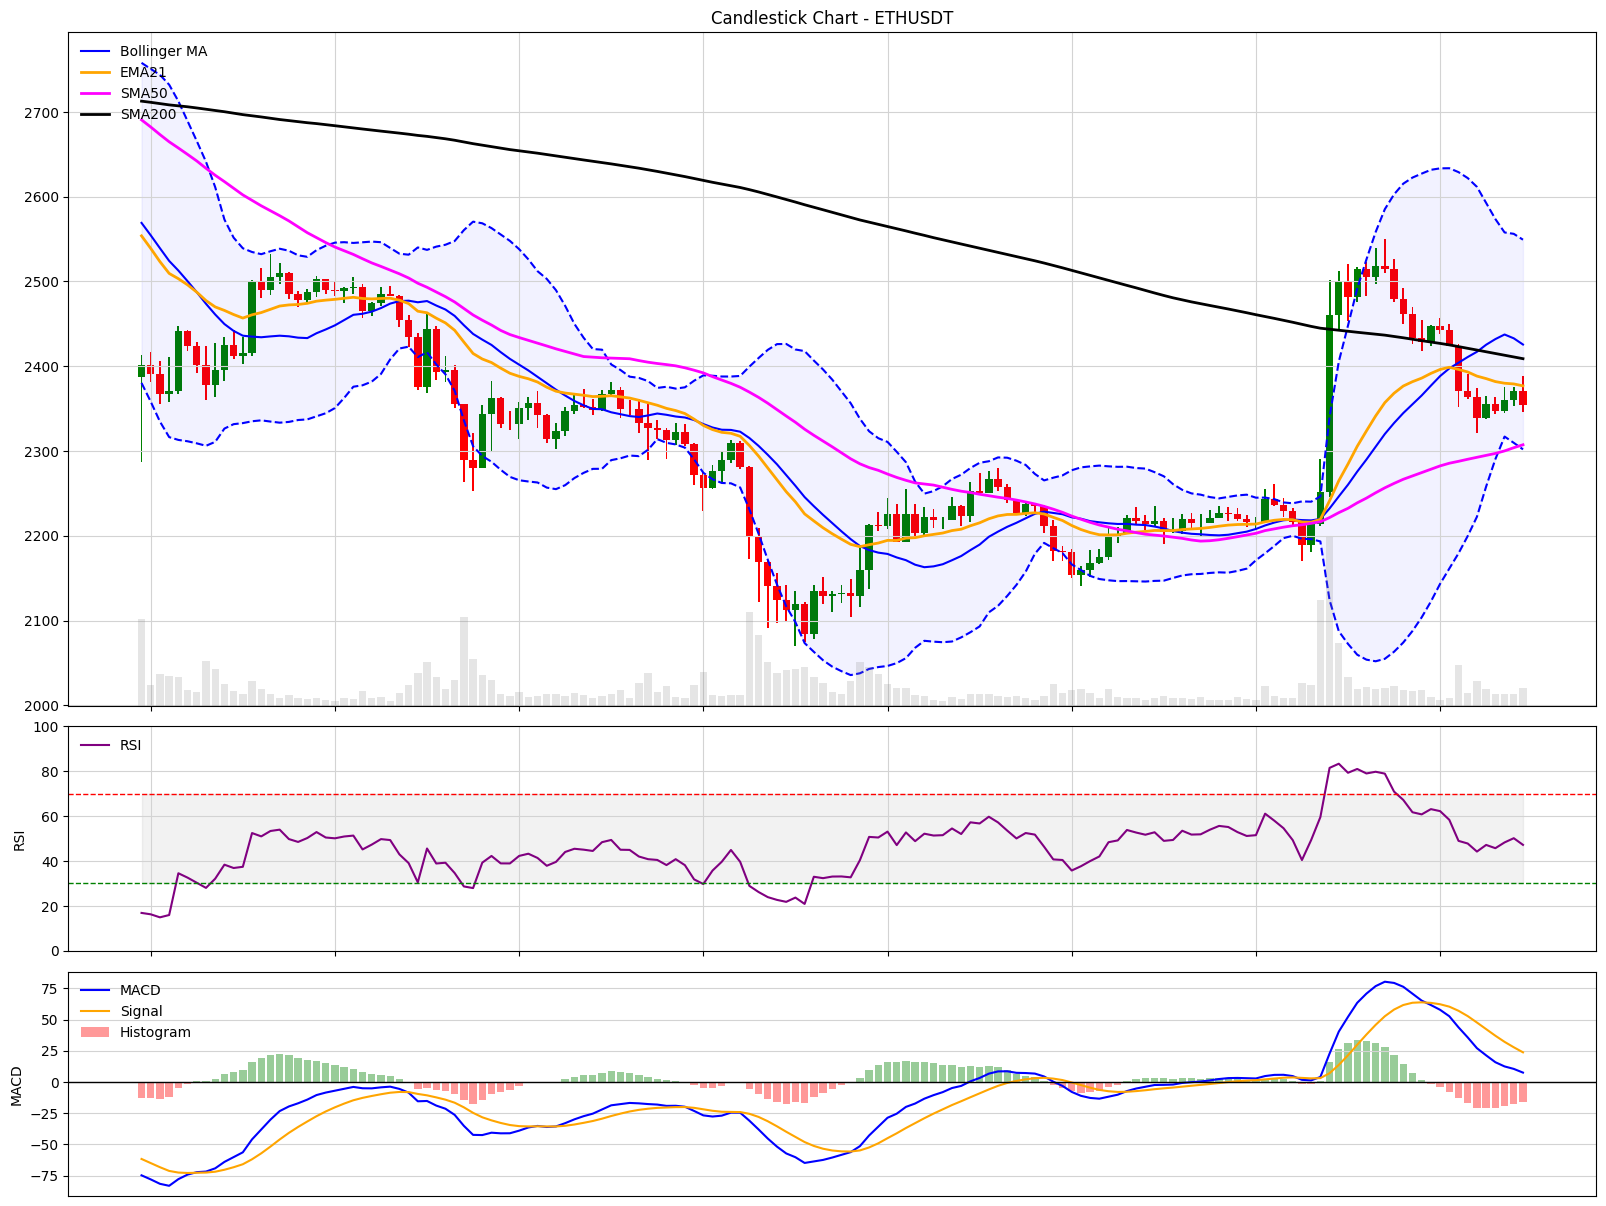 Candlestick Chart - ETHUSDT
Bollinger MA
EMA21
SMA50
SMA200
2700
2600
2500
2400
2300
2200
2100
2000
100
80
60
40
20
0
RSI
RSI
75
50
25
0
−25
−50
−75
MACD
MACD
Signal
Histogram